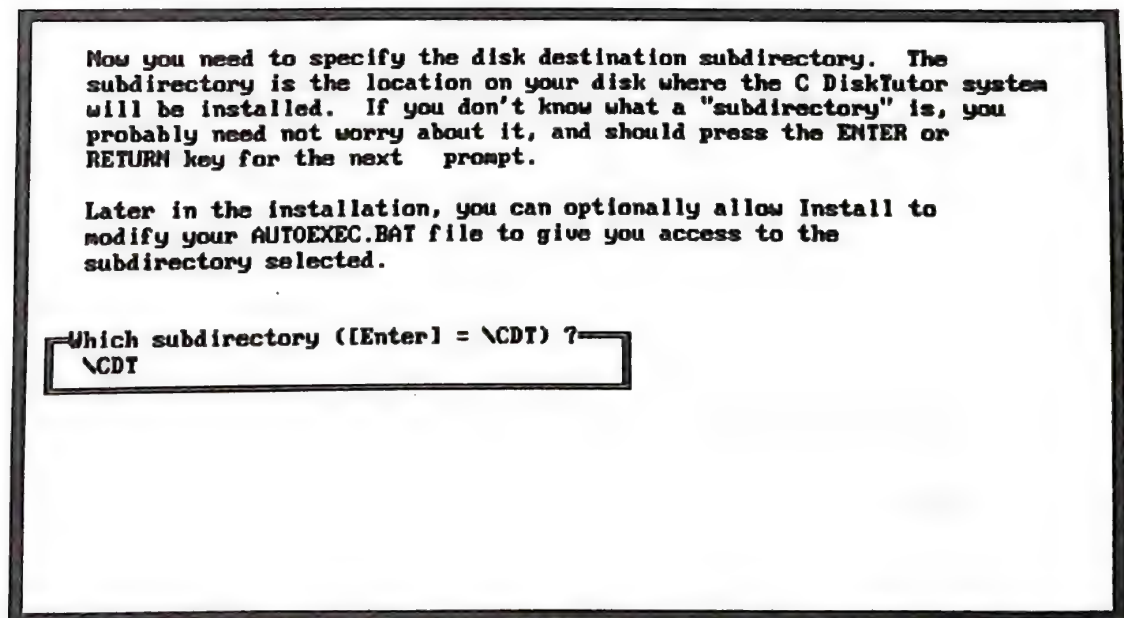 Now you need to specify the disk destination subdirectory.  The
subdirectory is the location on your disk where the C DiskTutor system
will be installed.  If you don't know what a "subdirectory" is, you
probably need not worry about it, and should press the ENTER or
RETURN key for the next   prompt.
Later in the installation, you can optionally allow Install to
modify your AUTOEXEC.BAT file to give you access to the
subdirectory selected.
Which subdirectory ([Enter] = \CDT) ?
\CDT